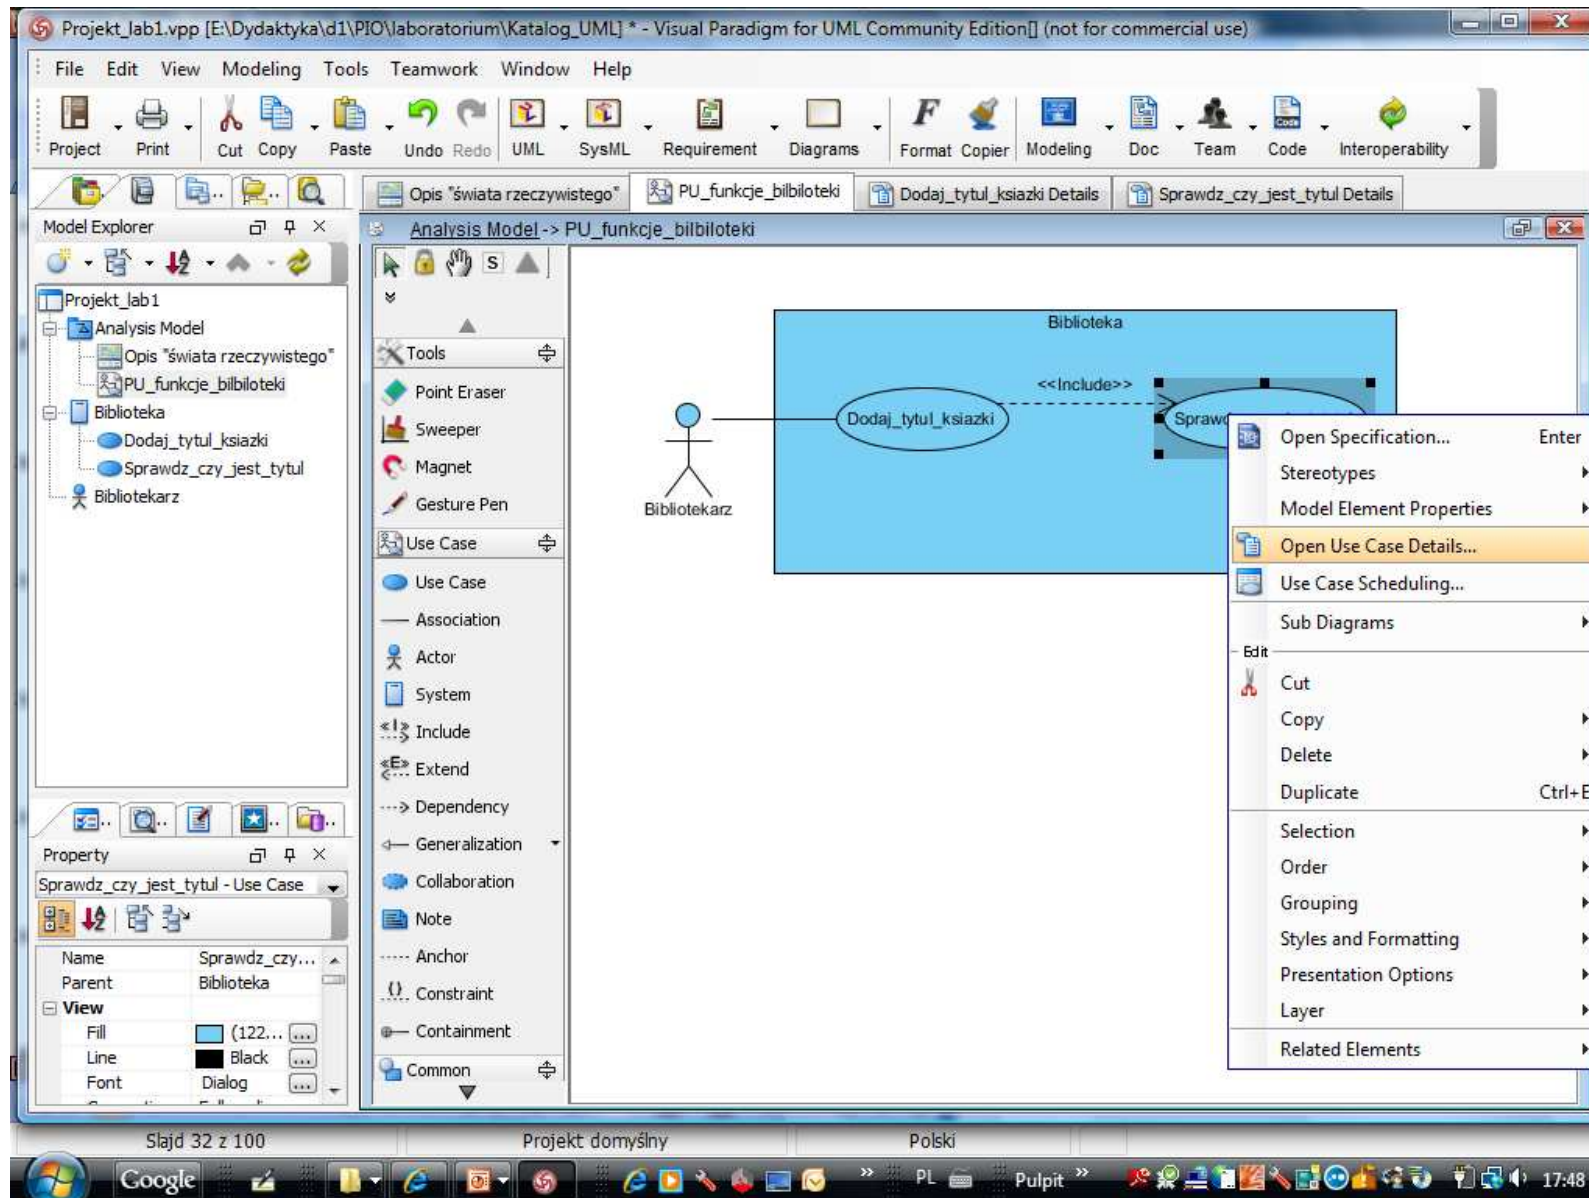 Projekt_lab1.vpp [E:\Dydaktyka\d1\PIO\laboratorium\Katalog_UML] * - Visual Paradigm for UML Community Edition[] (not for commercial use)
File Edit View Modeling Tools Teamwork Window Help
Project Print Cut Copy Paste Undo Redo UML SysML Requirement Diagrams Format Copier Modeling Doc Team Code Interoperability
Opis "świata rzeczywistego" PU_funkcje_bilbiloteki Dodaj_tytul_ksiazki Details Sprawdz_czy_jest_tytul Details
Model Explorer
Analysis Model -> PU_funkcje_bilbiloteki
Projekt_lab1
Analysis Model
Opis "świata rzeczywistego"
PU_funkcje_bilbiloteki
Biblioteka
Dodaj_tytul_ksiazki
Sprawdz_czy_jest_tytul
Bibliotekarz
Property
Sprawdz_czy_jest_tytul - Use Case
Name Sprawdz_czy...
Parent Biblioteka
View
Fill (122...
Line Black
Font Dialog
Tools
Point Eraser
Sweeper
Magnet
Gesture Pen
Use Case
Use Case
Association
Actor
System
Include
Extend
Dependency
Generalization
Collaboration
Note
Anchor
Constraint
Containment
Common
Biblioteka
<<Include>>
Dodaj_tytul_ksiazki
Bibliotekarz
Open Specification... Enter
Stereotypes
Model Element Properties
Open Use Case Details...
Use Case Scheduling...
Sub Diagrams
Edit
Cut
Copy
Delete
Duplicate Ctrl+E
Selection
Order
Grouping
Styles and Formatting
Presentation Options
Layer
Related Elements
Slajd 32 z 100 Projekt domyślny Polski
Google PL Pulpit 17:48